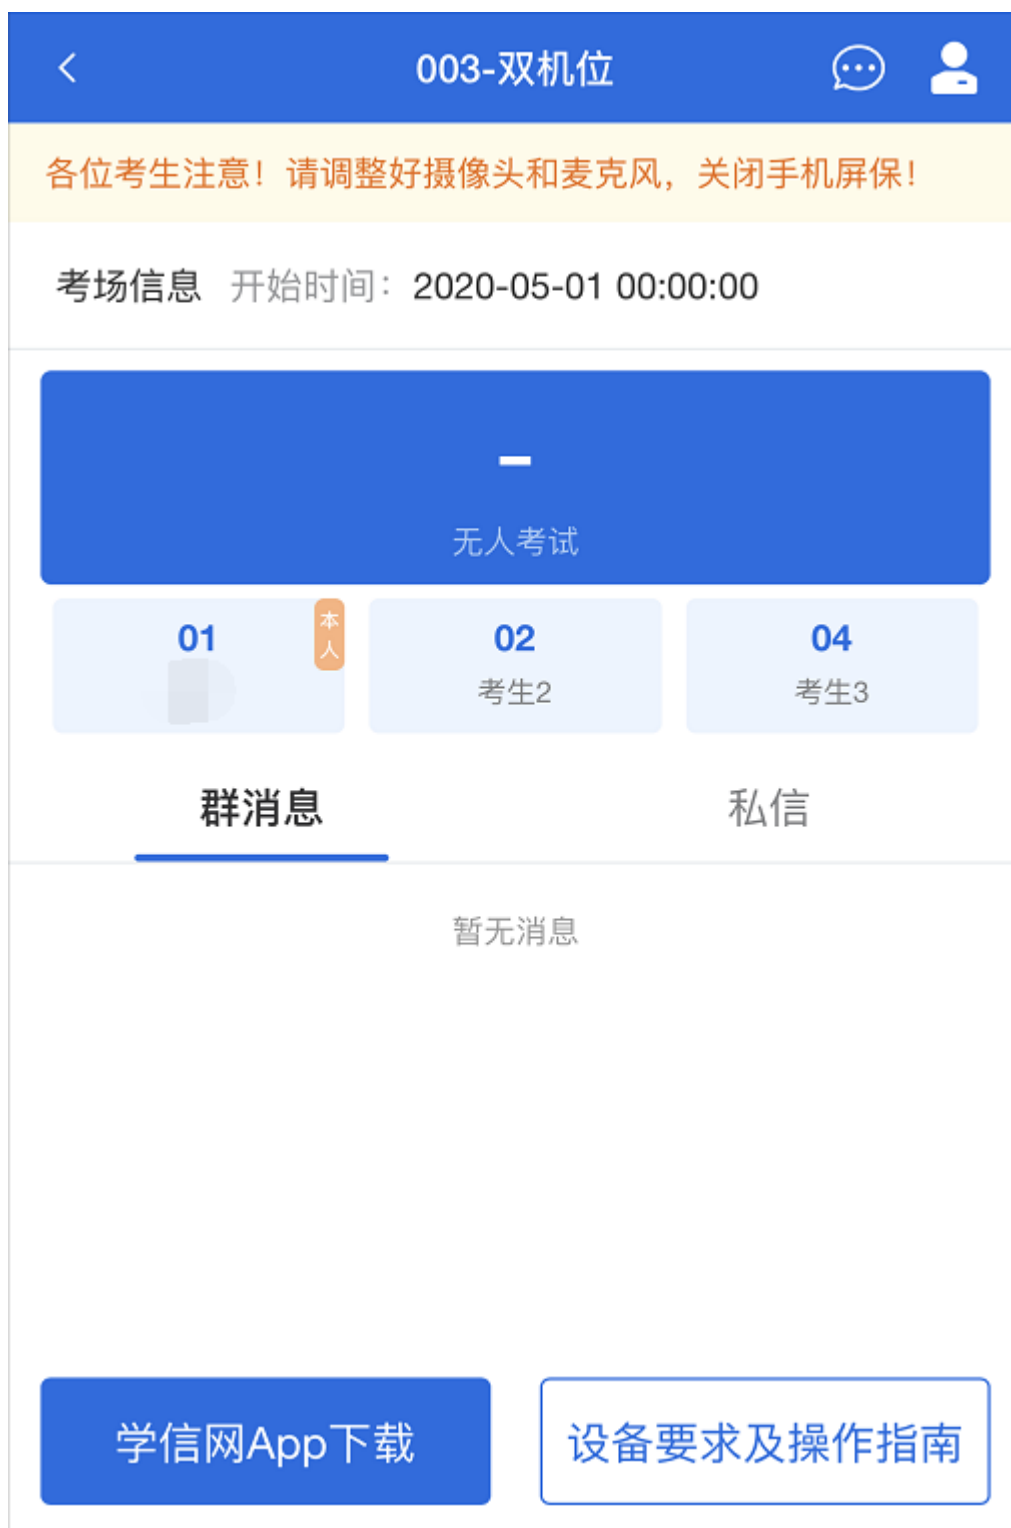 003-双机位
各位考生注意！请调整好摄像头和麦克风，关闭手机屏保！
考场信息 开始时间：2020-05-01 00:00:00
-
无人考试
01 本人
02
考生2
04
考生3
群消息 私信
暂无消息
学信网App下载 设备要求及操作指南